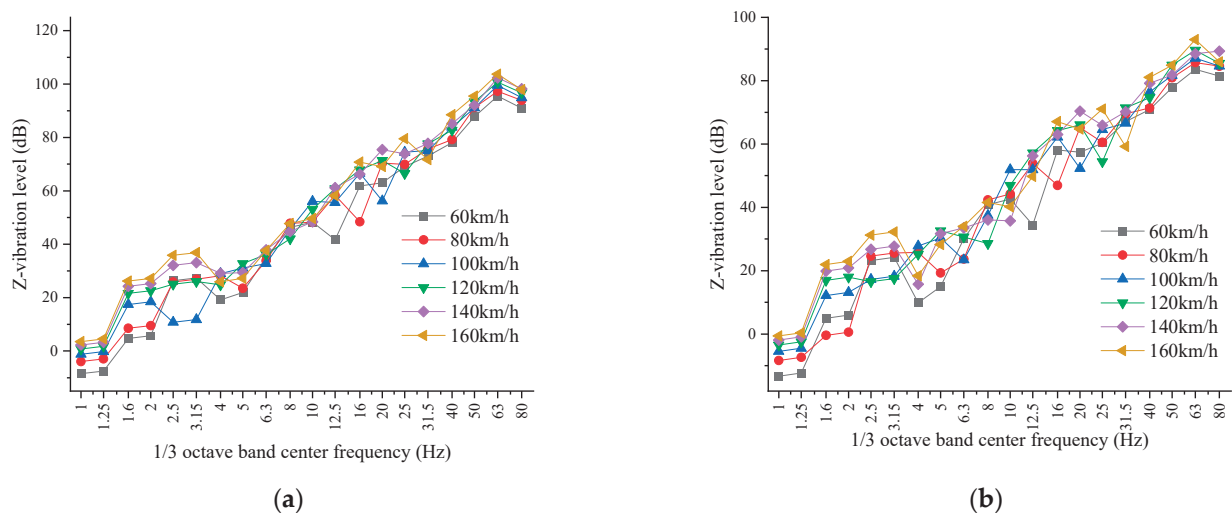 120
100
80
60
40
20
0
Z-vibration level (dB)
60km/h
80km/h
100km/h
120km/h
140km/h
160km/h
1 1.25 1.6 2 2.5 3.15 4 5 6.3 8 10 12.5 16 20 25 31.5 40 50 63 80
1/3 octave band center frequency (Hz)
(a)
100
80
60
40
20
0
Z-vibration level (dB)
60km/h
80km/h
100km/h
120km/h
140km/h
160km/h
1 1.25 1.6 2 2.5 3.15 4 5 6.3 8 10 12.5 16 20 25 31.5 40 50 63 80
1/3 octave band center frequency (Hz)
(b)